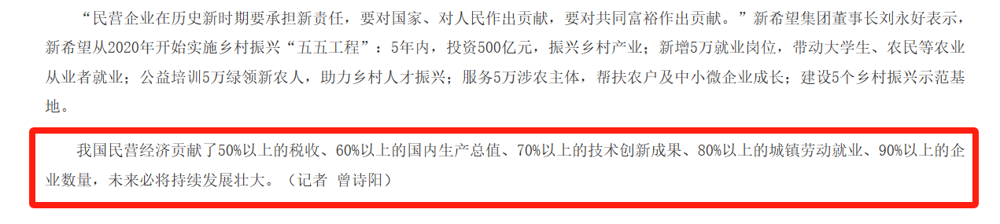 “民营企业在历史新时期要承担新责任，要对国家、对人民作出贡献，要对共同富裕作出贡献。”新希望集团董事长刘永好表示，
新希望从2020年开始实施乡村振兴“五五工程”：5年内，投资500亿元，振兴乡村产业；新增5万就业岗位，带动大学生、农民等农业
从业者就业；公益培训5万绿领新农人，助力乡村人才振兴；服务5万涉农主体，帮扶农户及中小微企业成长；建设5个乡村振兴示范基
地。
我国民营经济贡献了50%以上的税收、60%以上的国内生产总值、70%以上的技术创新成果、80%以上的城镇劳动就业、90%以上的企
业数量，未来必将持续发展壮大。（记者 曾诗阳）